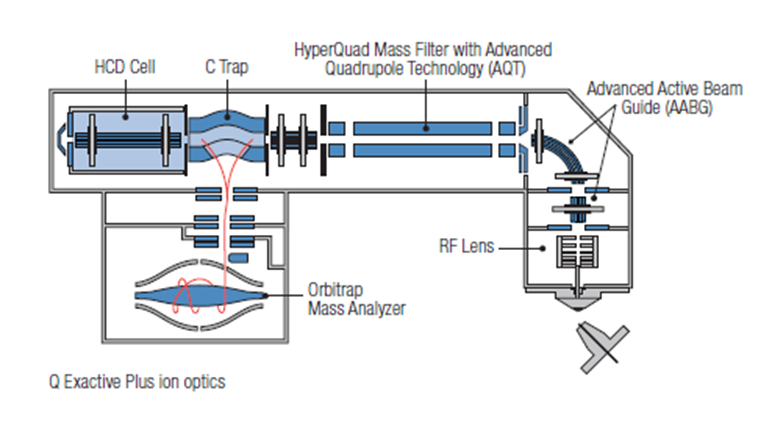 HyperQuad Mass Filter with Advanced
Quadrupole Technology (AQT)
HCD Cell
C Trap
Advanced Active Beam
Guide (AABG)
RF Lens
Orbitrap
Mass Analyzer
Q Exactive Plus ion optics